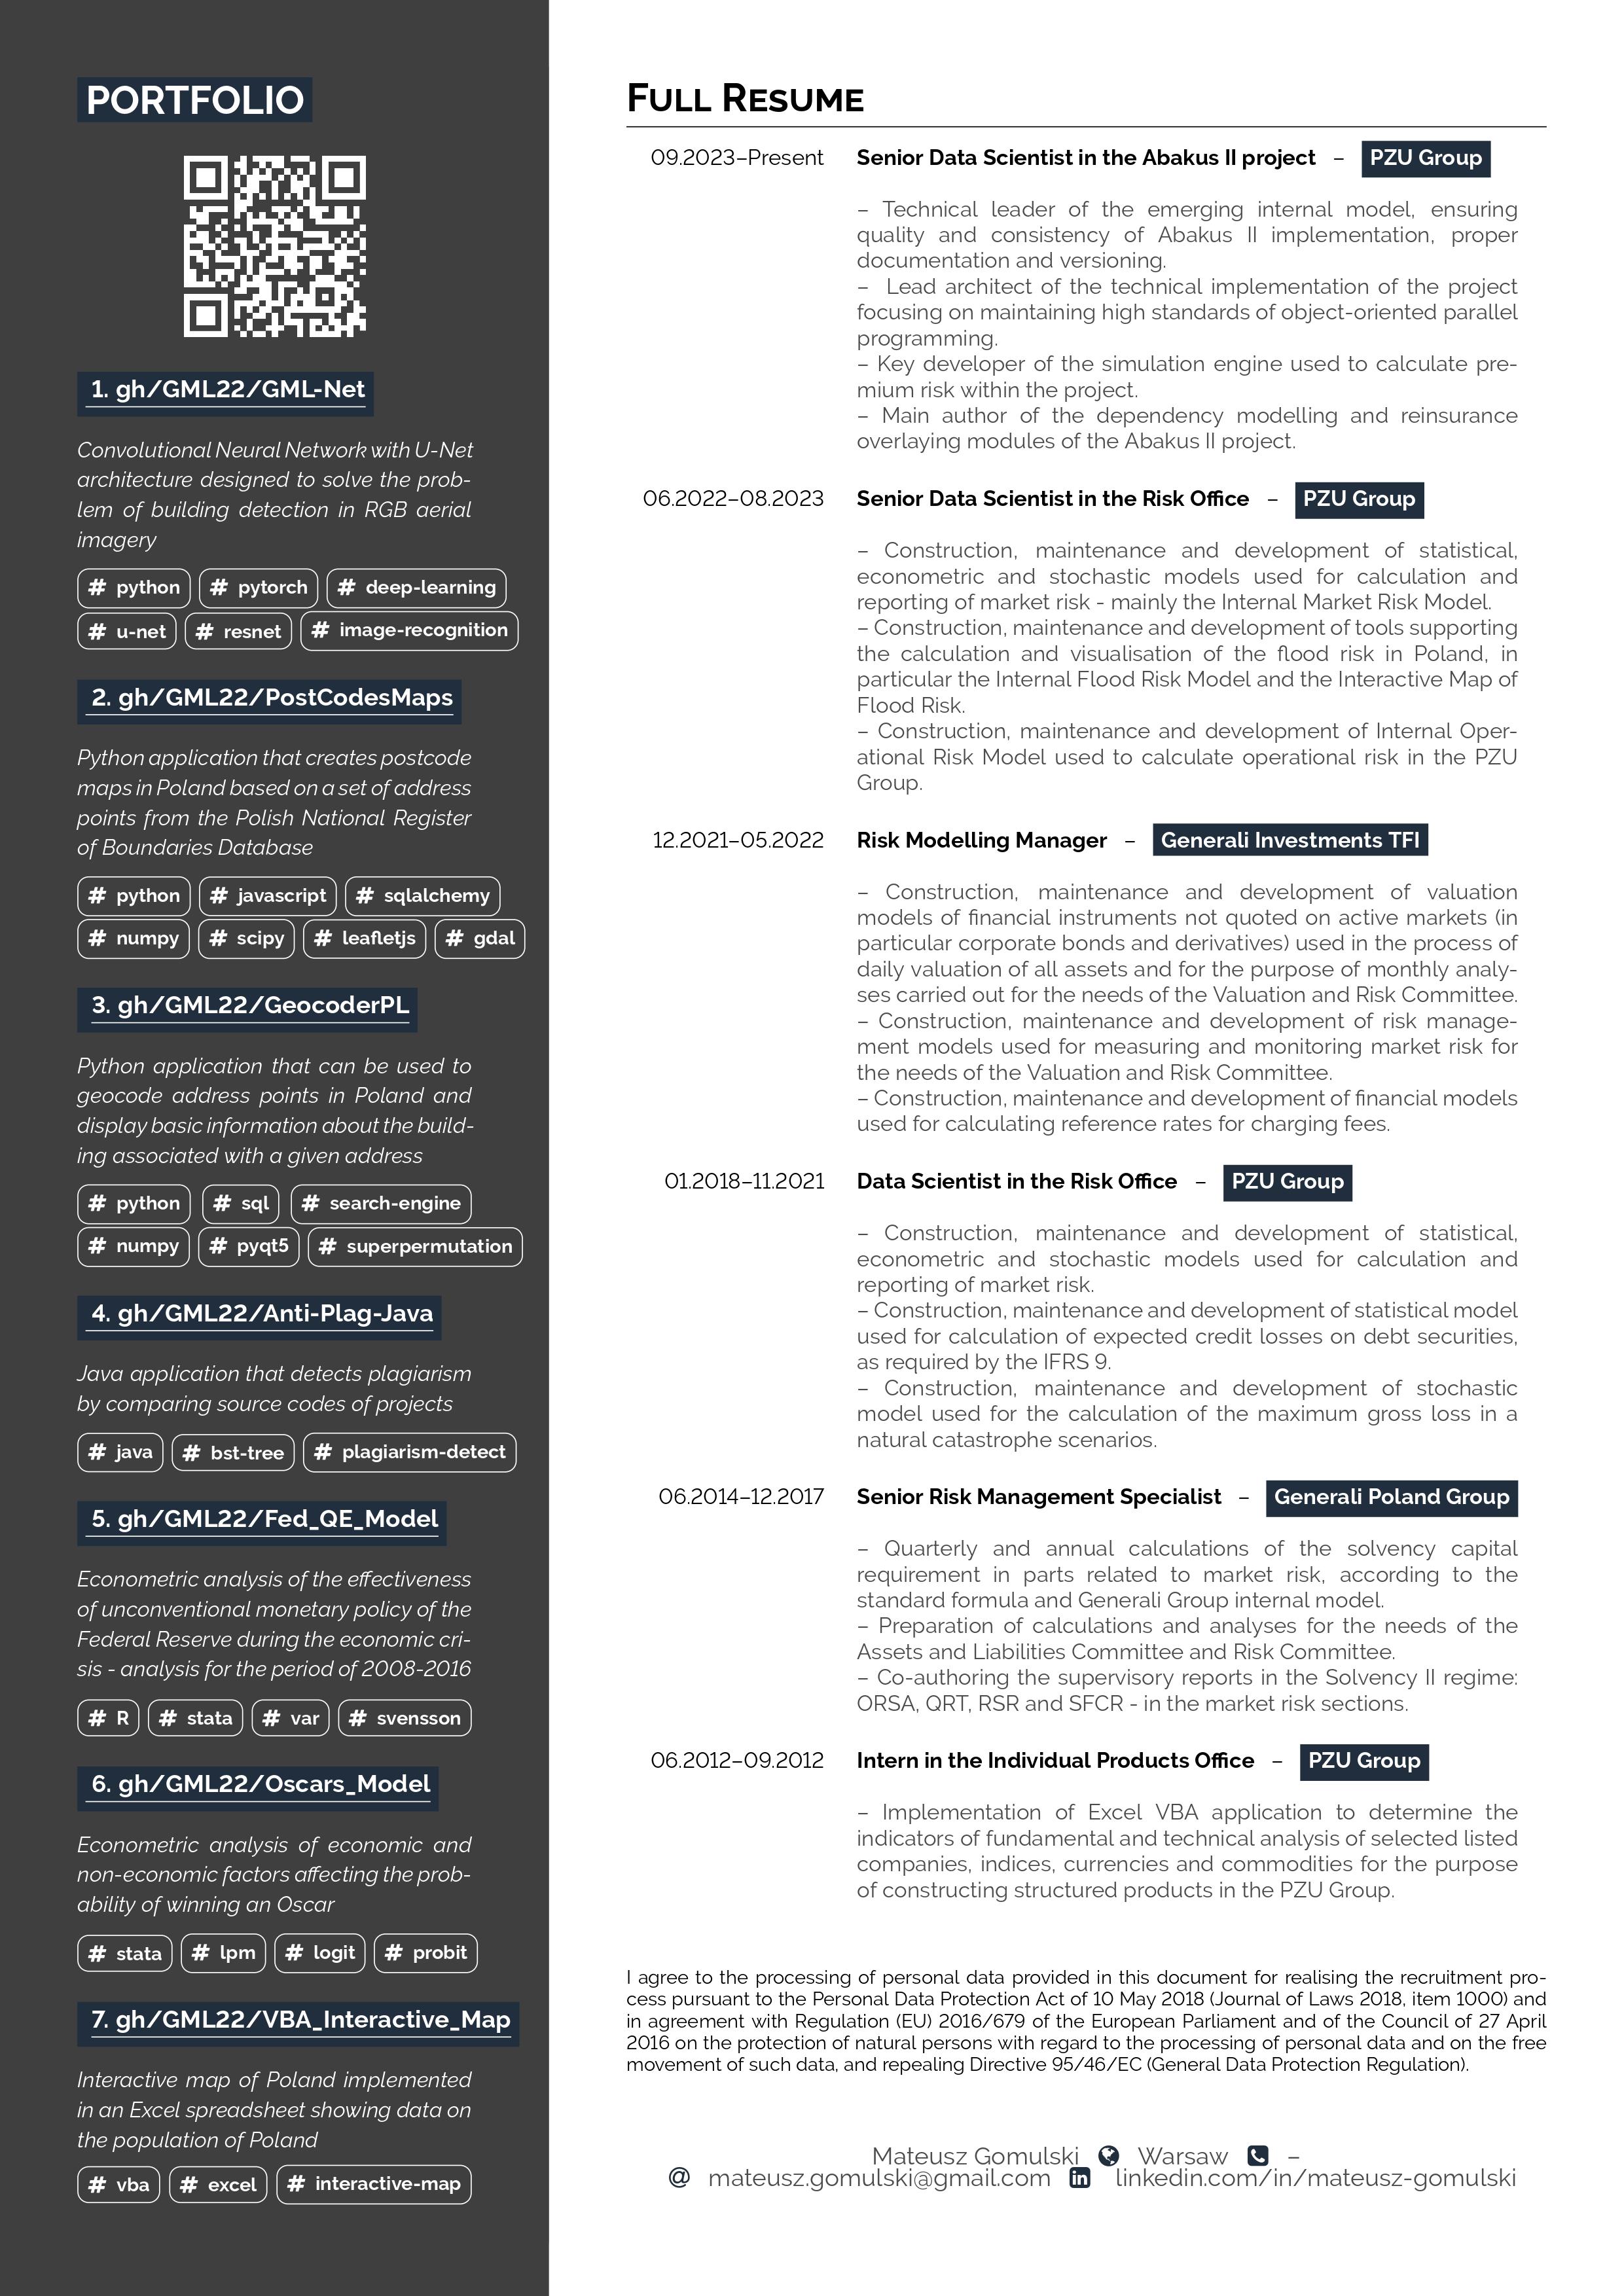 PORTFOLIO
1. gh/GML22/GML-Net
Convolutional Neural Network with U-Net
architecture designed to solve the prob-
lem of building detection in RGB aerial
imagery
# python # pytorch # deep-learning
# u-net # resnet # image-recognition
2. gh/GML22/PostCodesMaps
Python application that creates postcode
maps in Poland based on a set of address
points from the Polish National Register
of Boundaries Database
# python # javascript # sqlalchemy
# numpy # scipy # leafletjs # gdal
3. gh/GML22/GeocoderPL
Python application that can be used to
geocode address points in Poland and
display basic information about the build-
ing associated with a given address
# python # sql # search-engine
# numpy # pyqt5 # superpermutation
4. gh/GML22/Anti-Plag-Java
Java application that detects plagiarism
by comparing source codes of projects
# java # bst-tree # plagiarism-detect
5. gh/GML22/Fed_QE_Model
Econometric analysis of the effectiveness
of unconventional monetary policy of the
Federal Reserve during the economic cri-
sis - analysis for the period of 2008-2016
# R # stata # var # svensson
6. gh/GML22/Oscars_Model
Econometric analysis of economic and
non-economic factors affecting the prob-
ability of winning an Oscar
# stata # lpm # logit # probit
7. gh/GML22/VBA_Interactive_Map
Interactive map of Poland implemented
in an Excel spreadsheet showing data on
the population of Poland
# vba # excel # interactive-map
FULL RESUME
09.2023–Present Senior Data Scientist in the Abakus II project – PZU Group
– Technical leader of the emerging internal model, ensuring
quality and consistency of Abakus II implementation, proper
documentation and versioning.
– Lead architect of the technical implementation of the project
focusing on maintaining high standards of object-oriented parallel
programming.
– Key developer of the simulation engine used to calculate pre-
mium risk within the project.
– Main author of the dependency modelling and reinsurance
overlaying modules of the Abakus II project.
06.2022–08.2023 Senior Data Scientist in the Risk Office – PZU Group
– Construction, maintenance and development of statistical,
econometric and stochastic models used for calculation and
reporting of market risk - mainly the Internal Market Risk Model.
– Construction, maintenance and development of tools supporting
the calculation and visualisation of the flood risk in Poland, in
particular the Internal Flood Risk Model and the Interactive Map of
Flood Risk.
– Construction, maintenance and development of Internal Oper-
ational Risk Model used to calculate operational risk in the PZU
Group.
12.2021–05.2022 Risk Modelling Manager – Generali Investments TFI
– Construction, maintenance and development of valuation
models of financial instruments not quoted on active markets (in
particular corporate bonds and derivatives) used in the process of
daily valuation of all assets and for the purpose of monthly analy-
ses carried out for the needs of the Valuation and Risk Committee.
– Construction, maintenance and development of risk manage-
ment models used for measuring and monitoring market risk for
the needs of the Valuation and Risk Committee.
– Construction, maintenance and development of financial models
used for calculating reference rates for charging fees.
01.2018–11.2021 Data Scientist in the Risk Office – PZU Group
– Construction, maintenance and development of statistical,
econometric and stochastic models used for calculation and
reporting of market risk.
– Construction, maintenance and development of statistical model
used for calculation of expected credit losses on debt securities,
as required by the IFRS 9.
– Construction, maintenance and development of stochastic
model used for the calculation of the maximum gross loss in a
natural catastrophe scenarios.
06.2014–12.2017 Senior Risk Management Specialist – Generali Poland Group
– Quarterly and annual calculations of the solvency capital
requirement in parts related to market risk, according to the
standard formula and Generali Group internal model.
– Preparation of calculations and analyses for the needs of the
Assets and Liabilities Committee and Risk Committee.
– Co-authoring the supervisory reports in the Solvency II regime:
ORSA, QRT, RSR and SFCR - in the market risk sections.
06.2012–09.2012 Intern in the Individual Products Office – PZU Group
– Implementation of Excel VBA application to determine the
indicators of fundamental and technical analysis of selected listed
companies, indices, currencies and commodities for the purpose
of constructing structured products in the PZU Group.
I agree to the processing of personal data provided in this document for realising the recruitment pro-
cess pursuant to the Personal Data Protection Act of 10 May 2018 (Journal of Laws 2018, item 1000) and
in agreement with Regulation (EU) 2016/679 of the European Parliament and of the Council of 27 April
2016 on the protection of natural persons with regard to the processing of personal data and on the free
movement of such data, and repealing Directive 95/46/EC (General Data Protection Regulation).
Mateusz Gomulski Warsaw –
@ mateusz.gomulski@gmail.com in linkedin.com/in/mateusz-gomulski